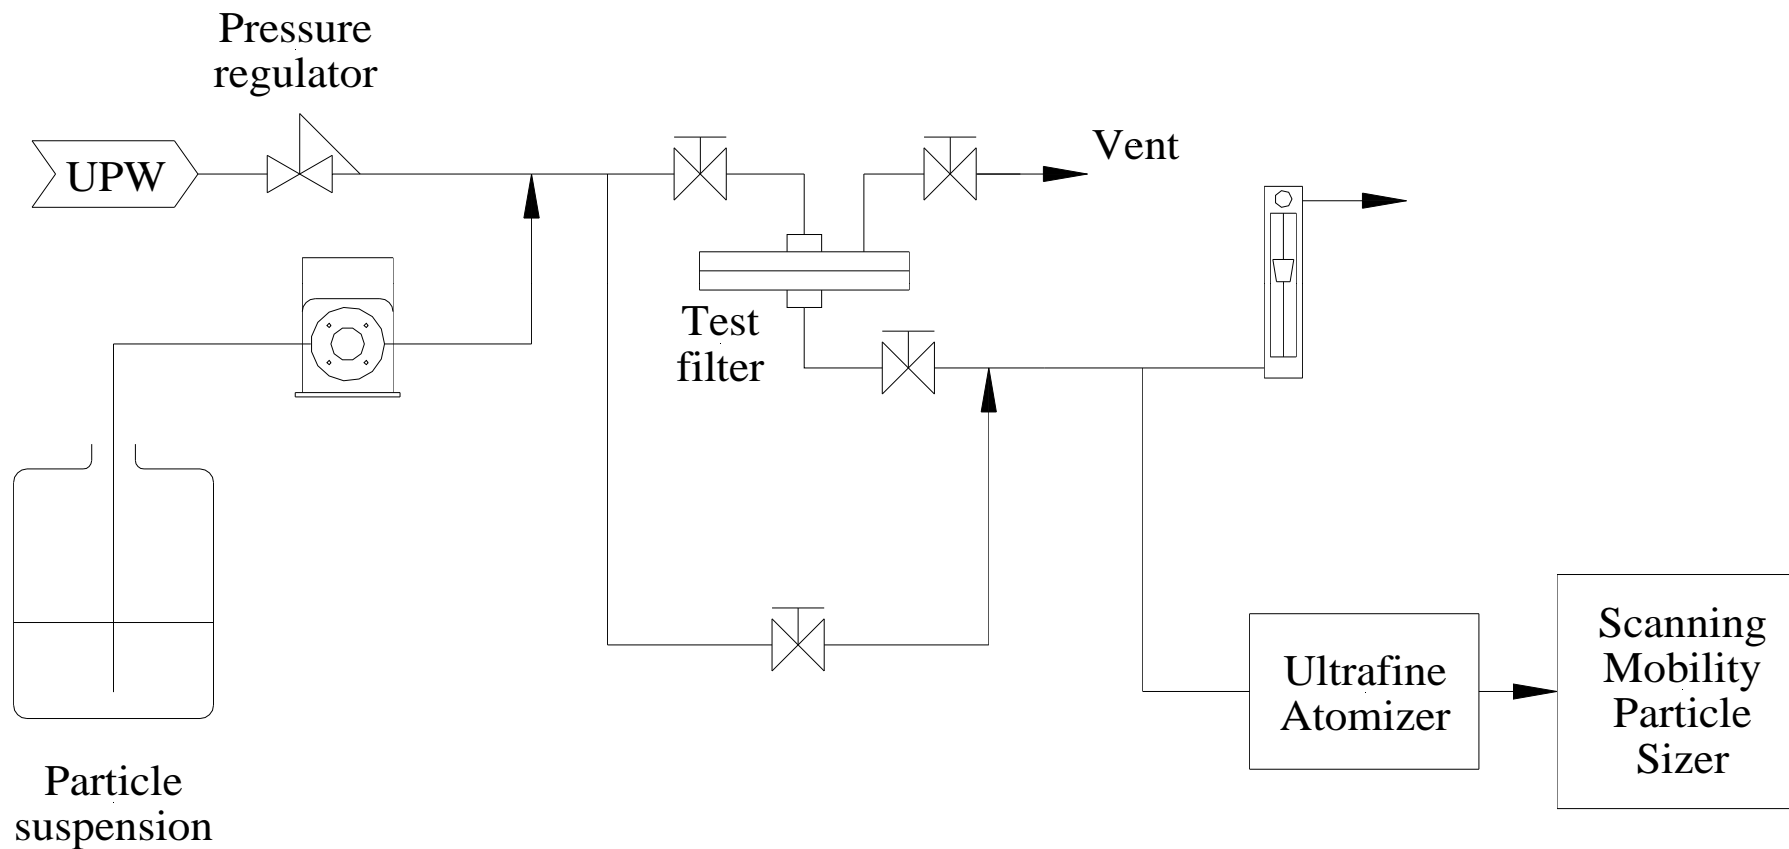 Pressure
regulator
UPW
Vent
Test
filter
Particle
suspension
Ultrafine
Atomizer
Scanning
Mobility
Particle
Sizer